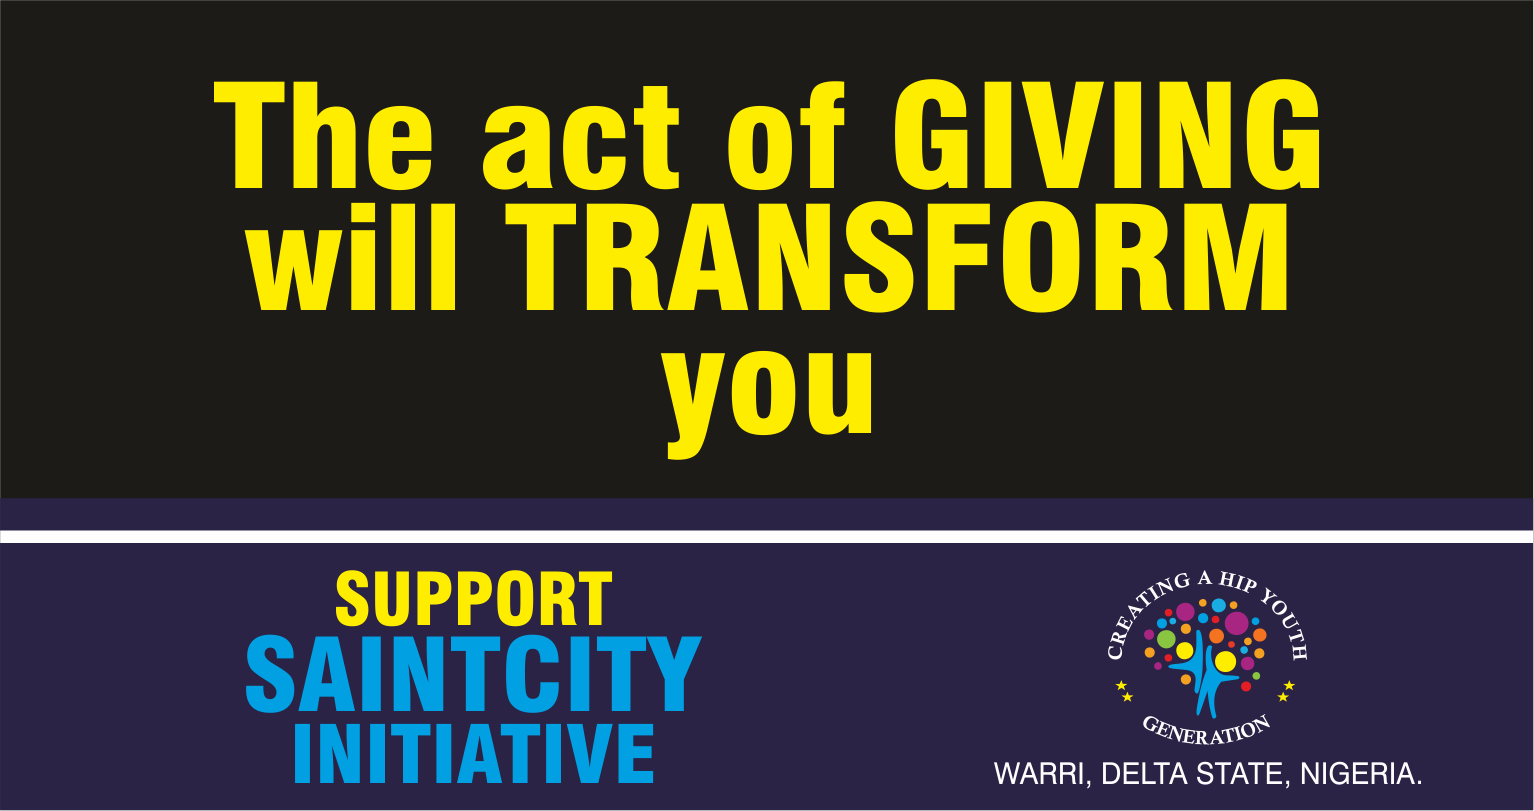 The act of GIVING
will TRANSFORM
you
SUPPORT
SAINTCITY
INITIATIVE
CREATING A HIP YOUTH
GENERATION
WARRI, DELTA STATE, NIGERIA.